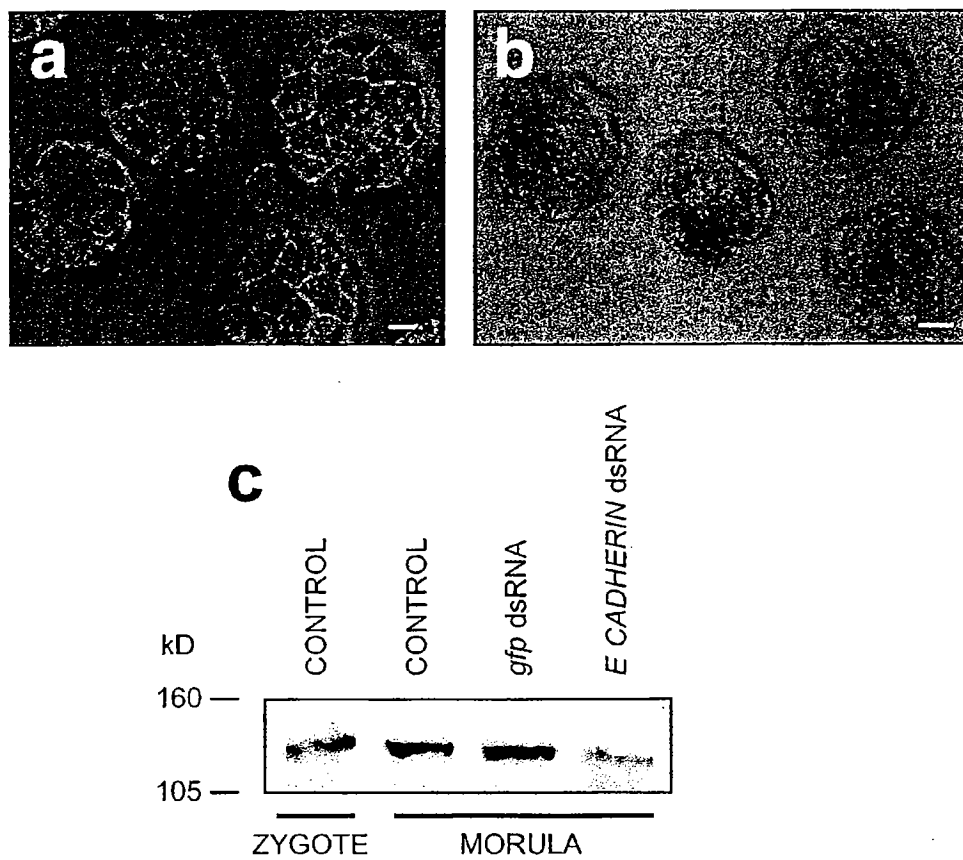 a
b
c
kD
CONTROL
CONTROL
gfp dsRNA
E CADHERIN dsRNA
160
105
ZYGOTE
MORULA